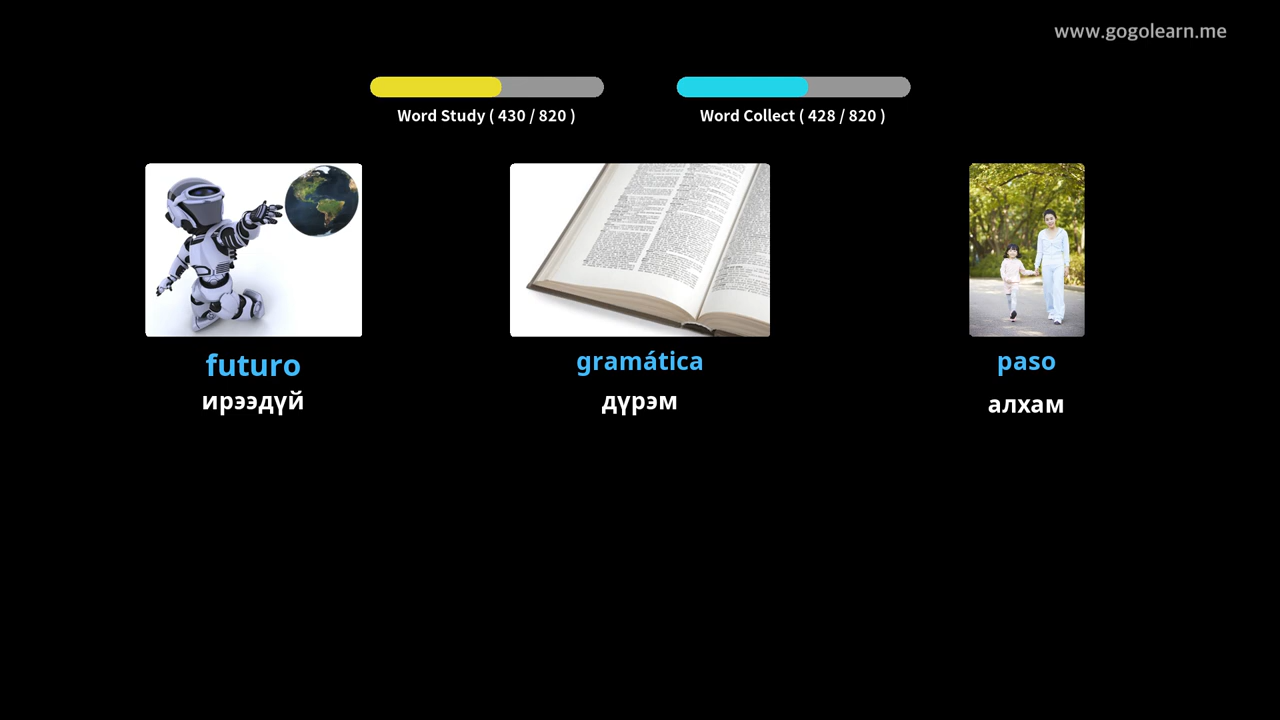 www.gogolearn.me
Word Study ( 430 / 820 )
Word Collect ( 428 / 820 )
futuro
ирээдүй
gramática
дүрэм
paso
алхам